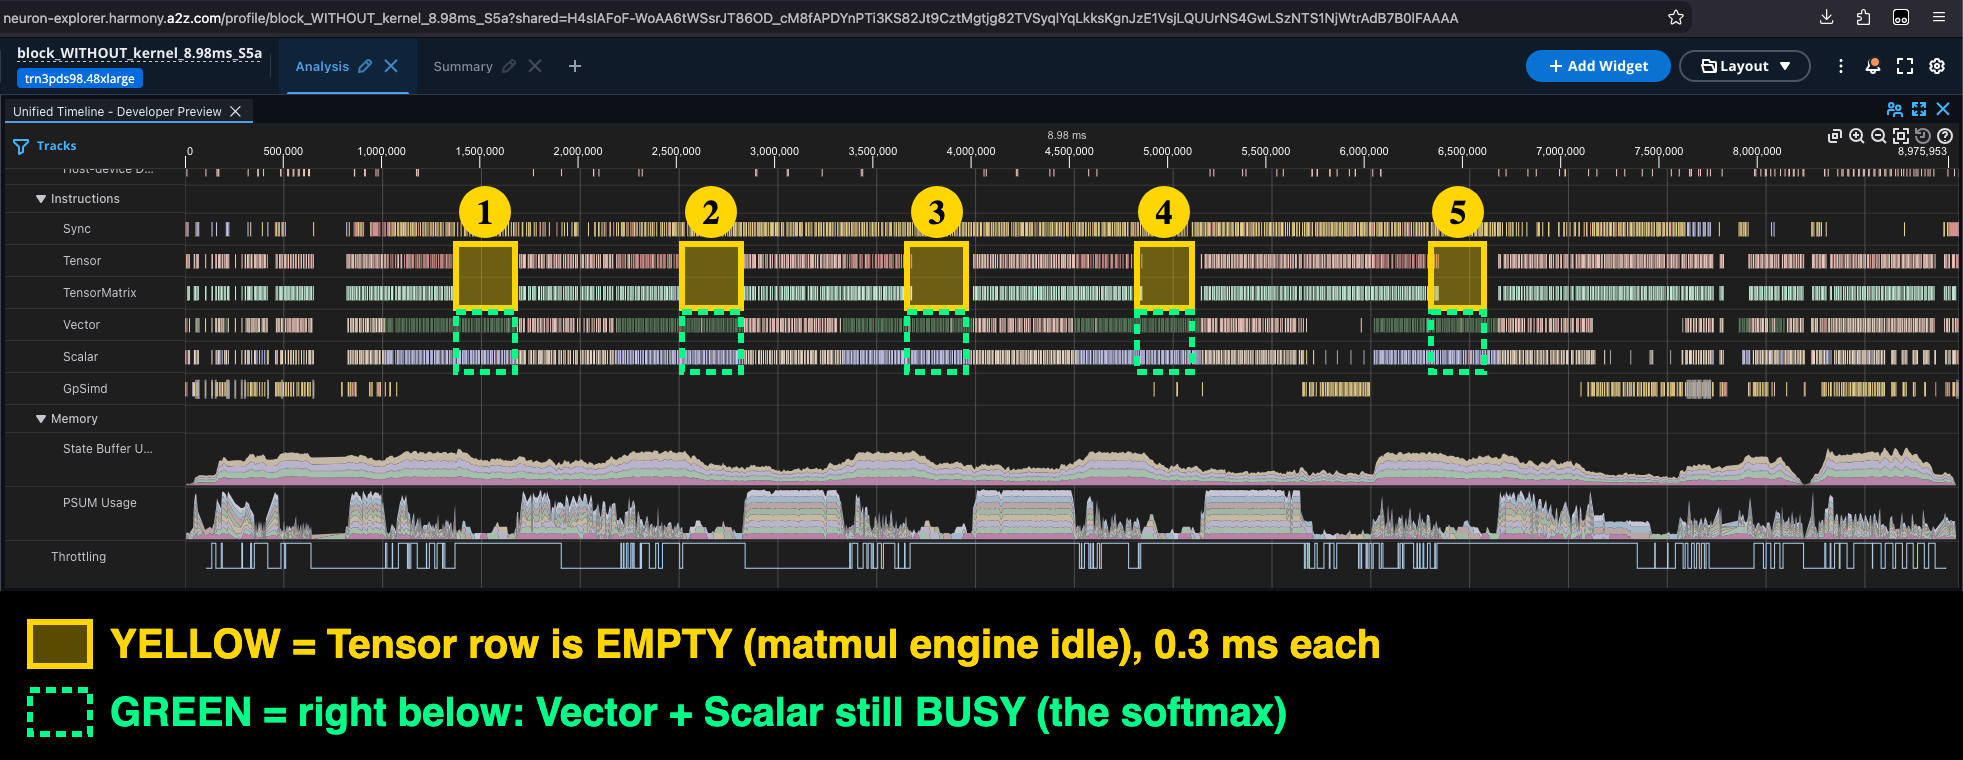 neuron-explorer.harmony.a2z.com/profile/block_WITHOUT_kernel_8.98ms_S5a?shared=H4sIAFoF-WoAA6tWSsrJT86OD_cM8fAPDYnPTi3KS82Jt9CztMgtjg82TVSyqlYqLkksKgnJzE1VsjLQUUrNS4GwLSzNTS1NjWtrAdB7B0IFAAAA
block_WITHOUT_kernel_8.98ms_S5a
trn3pds98.48xlarge
Analysis
Summary
+ Add Widget
Layout
Unified Timeline - Developer Preview
Tracks
8.98 ms
0 500,000 1,000,000 1,500,000 2,000,000 2,500,000 3,000,000 3,500,000 4,000,000 4,500,000 5,000,000 5,500,000 6,000,000 6,500,000 7,000,000 7,500,000 8,000,000 8,975,953
Host-device D...
Instructions
1 2 3 4 5
Sync
Tensor
TensorMatrix
Vector
Scalar
GpSimd
Memory
State Buffer U...
PSUM Usage
Throttling
YELLOW = Tensor row is EMPTY (matmul engine idle), 0.3 ms each
GREEN = right below: Vector + Scalar still BUSY (the softmax)